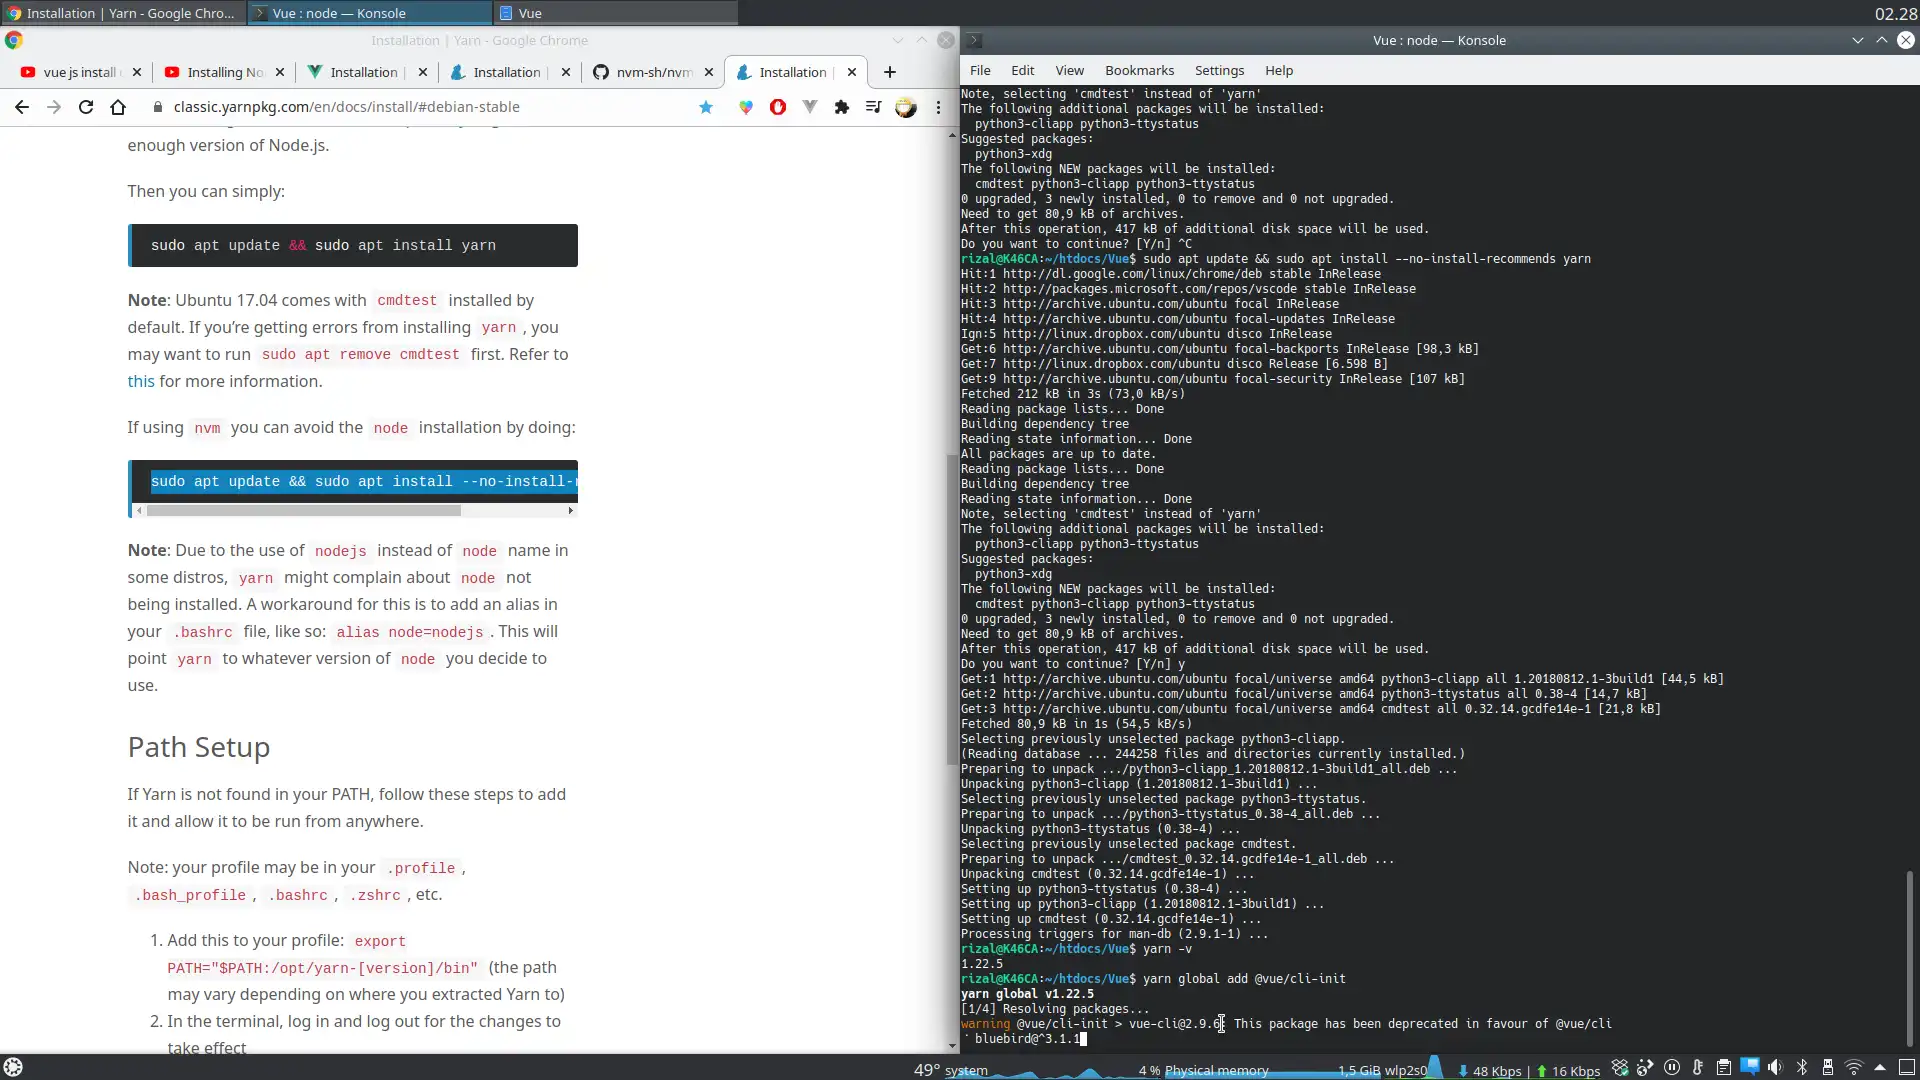 Installation | Yarn - Google Chro...
Vue : node — Konsole
Vue
02.28
Installation | Yarn - Google Chrome
vue js install
Installing No
Installation |
Installation |
nvm-sh/nvm
Installation |
classic.yarnpkg.com/en/docs/install/#debian-stable
enough version of Node.js.
Then you can simply:
sudo apt update && sudo apt install yarn
Note: Ubuntu 17.04 comes with cmdtest installed by
default. If you’re getting errors from installing yarn , you
may want to run sudo apt remove cmdtest first. Refer to
this for more information.
If using nvm you can avoid the node installation by doing:
sudo apt update && sudo apt install --no-install-r
Note: Due to the use of nodejs instead of node name in
some distros, yarn might complain about node not
being installed. A workaround for this is to add an alias in
your .bashrc file, like so: alias node=nodejs . This will
point yarn to whatever version of node you decide to
use.
Path Setup
If Yarn is not found in your PATH, follow these steps to add
it and allow it to be run from anywhere.
Note: your profile may be in your .profile ,
.bash_profile , .bashrc , .zshrc , etc.
1. Add this to your profile: export
PATH="$PATH:/opt/yarn-[version]/bin" (the path
may vary depending on where you extracted Yarn to)
2. In the terminal, log in and log out for the changes to
take effect
Vue : node — Konsole
File Edit View Bookmarks Settings Help
Note, selecting 'cmdtest' instead of 'yarn'
The following additional packages will be installed:
python3-cliapp python3-ttystatus
Suggested packages:
python3-xdg
The following NEW packages will be installed:
cmdtest python3-cliapp python3-ttystatus
0 upgraded, 3 newly installed, 0 to remove and 0 not upgraded.
Need to get 80,9 kB of archives.
After this operation, 417 kB of additional disk space will be used.
Do you want to continue? [Y/n] ^C
rizal@K46CA:~/htdocs/Vue$ sudo apt update && sudo apt install --no-install-recommends yarn
Hit:1 http://dl.google.com/linux/chrome/deb stable InRelease
Hit:2 http://packages.microsoft.com/repos/vscode stable InRelease
Hit:3 http://archive.ubuntu.com/ubuntu focal InRelease
Hit:4 http://archive.ubuntu.com/ubuntu focal-updates InRelease
Ign:5 http://linux.dropbox.com/ubuntu disco InRelease
Get:6 http://archive.ubuntu.com/ubuntu focal-backports InRelease [98,3 kB]
Get:7 http://linux.dropbox.com/ubuntu disco Release [6.598 B]
Get:9 http://archive.ubuntu.com/ubuntu focal-security InRelease [107 kB]
Fetched 212 kB in 3s (73,0 kB/s)
Reading package lists... Done
Building dependency tree
Reading state information... Done
All packages are up to date.
Reading package lists... Done
Building dependency tree
Reading state information... Done
Note, selecting 'cmdtest' instead of 'yarn'
The following additional packages will be installed:
python3-cliapp python3-ttystatus
Suggested packages:
python3-xdg
The following NEW packages will be installed:
cmdtest python3-cliapp python3-ttystatus
0 upgraded, 3 newly installed, 0 to remove and 0 not upgraded.
Need to get 80,9 kB of archives.
After this operation, 417 kB of additional disk space will be used.
Do you want to continue? [Y/n] y
Get:1 http://archive.ubuntu.com/ubuntu focal/universe amd64 python3-cliapp all 1.20180812.1-3build1 [44,5 kB]
Get:2 http://archive.ubuntu.com/ubuntu focal/universe amd64 python3-ttystatus all 0.38-4 [14,7 kB]
Get:3 http://archive.ubuntu.com/ubuntu focal/universe amd64 cmdtest all 0.32.14.gcdfe14e-1 [21,8 kB]
Fetched 80,9 kB in 1s (54,5 kB/s)
Selecting previously unselected package python3-cliapp.
(Reading database ... 244258 files and directories currently installed.)
Preparing to unpack .../python3-cliapp_1.20180812.1-3build1_all.deb ...
Unpacking python3-cliapp (1.20180812.1-3build1) ...
Selecting previously unselected package python3-ttystatus.
Preparing to unpack .../python3-ttystatus_0.38-4_all.deb ...
Unpacking python3-ttystatus (0.38-4) ...
Selecting previously unselected package cmdtest.
Preparing to unpack .../cmdtest_0.32.14.gcdfe14e-1_all.deb ...
Unpacking cmdtest (0.32.14.gcdfe14e-1) ...
Setting up python3-ttystatus (0.38-4) ...
Setting up python3-cliapp (1.20180812.1-3build1) ...
Setting up cmdtest (0.32.14.gcdfe14e-1) ...
Processing triggers for man-db (2.9.1-1) ...
rizal@K46CA:~/htdocs/Vue$ yarn -v
1.22.5
rizal@K46CA:~/htdocs/Vue$ yarn global add @vue/cli-init
yarn global v1.22.5
[1/4] Resolving packages...
warning @vue/cli-init > vue-cli@2.9.6: This package has been deprecated in favour of @vue/cli
⠁ bluebird@^3.1.1
49° system 4 % Physical memory 1,5 GiB wlp2s0 48 Kbps | 16 Kbps